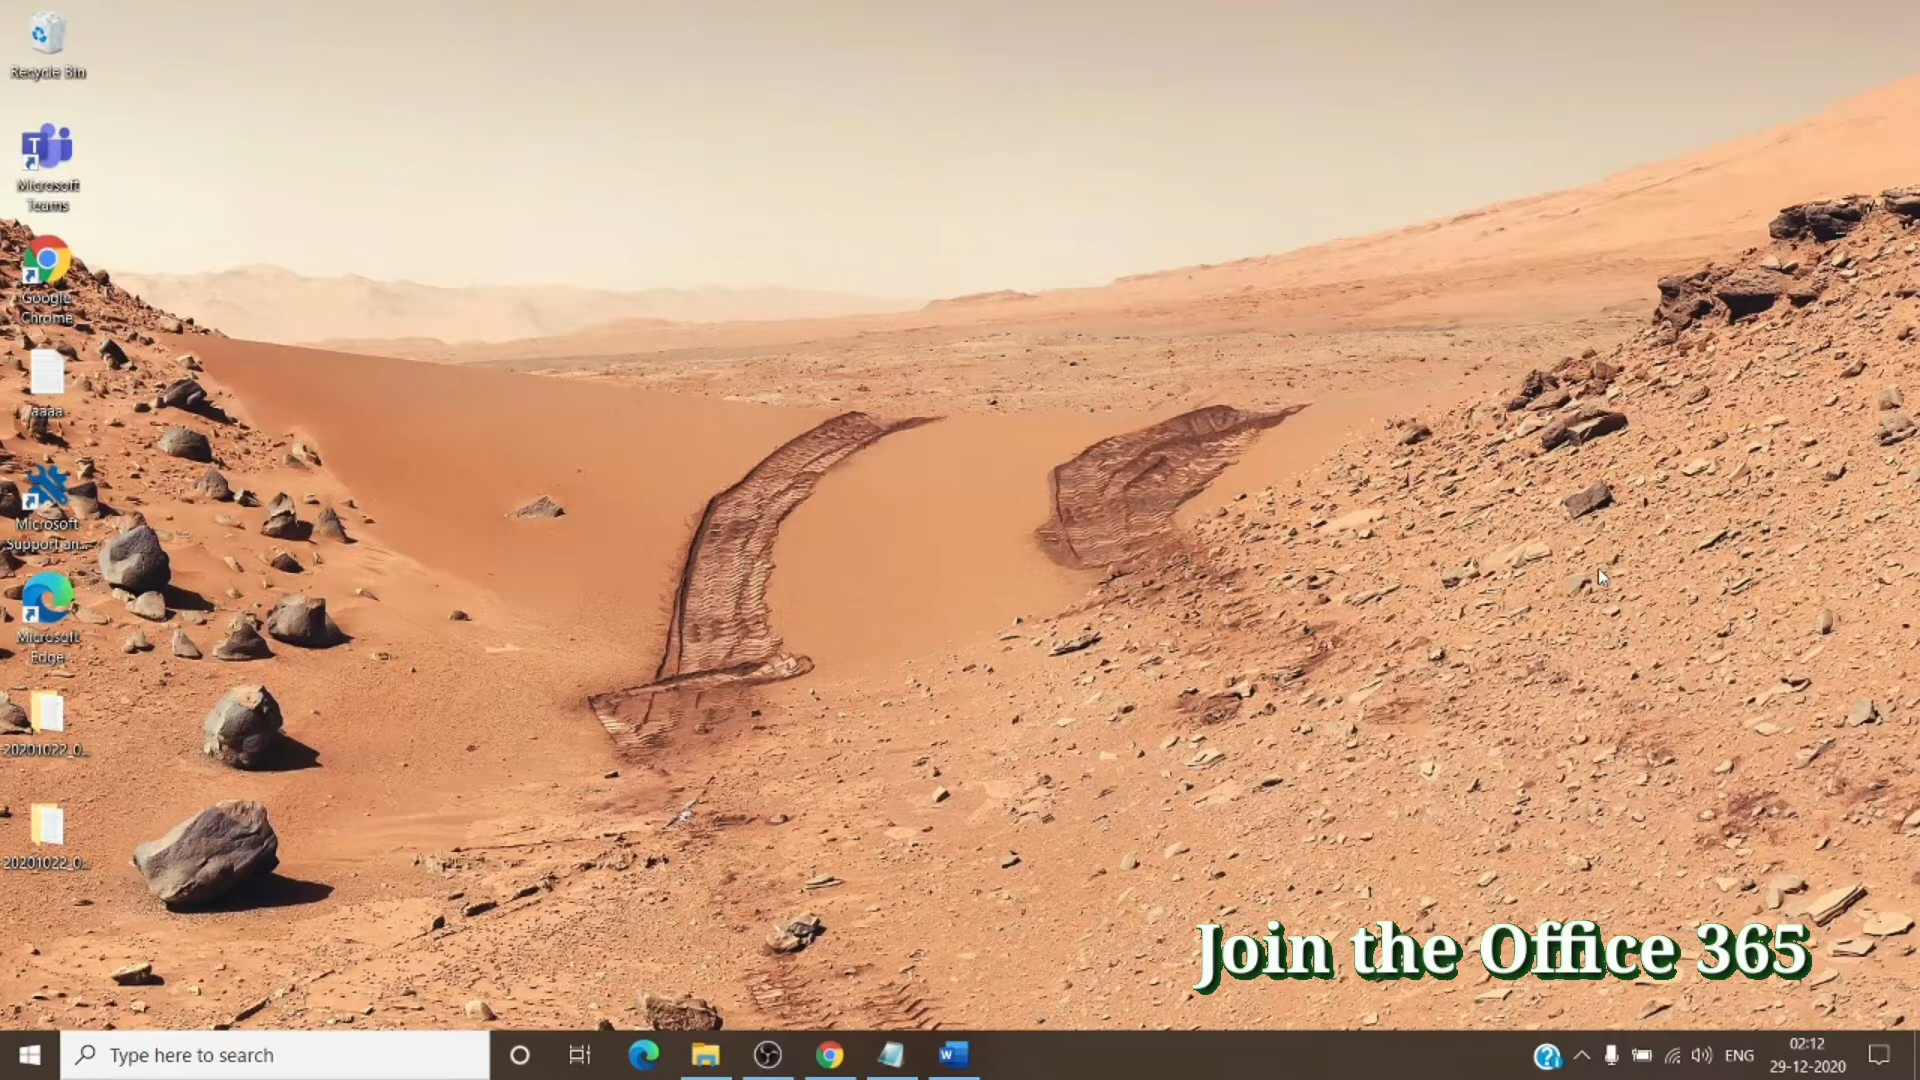 Recycle Bin
Microsoft
Teams
Google
Chrome
aaaa
Microsoft
Support an...
Microsoft
Edge
20201022_0...
20201022_0...
Join the Office 365
Type here to search
ENG
02:12
29-12-2020